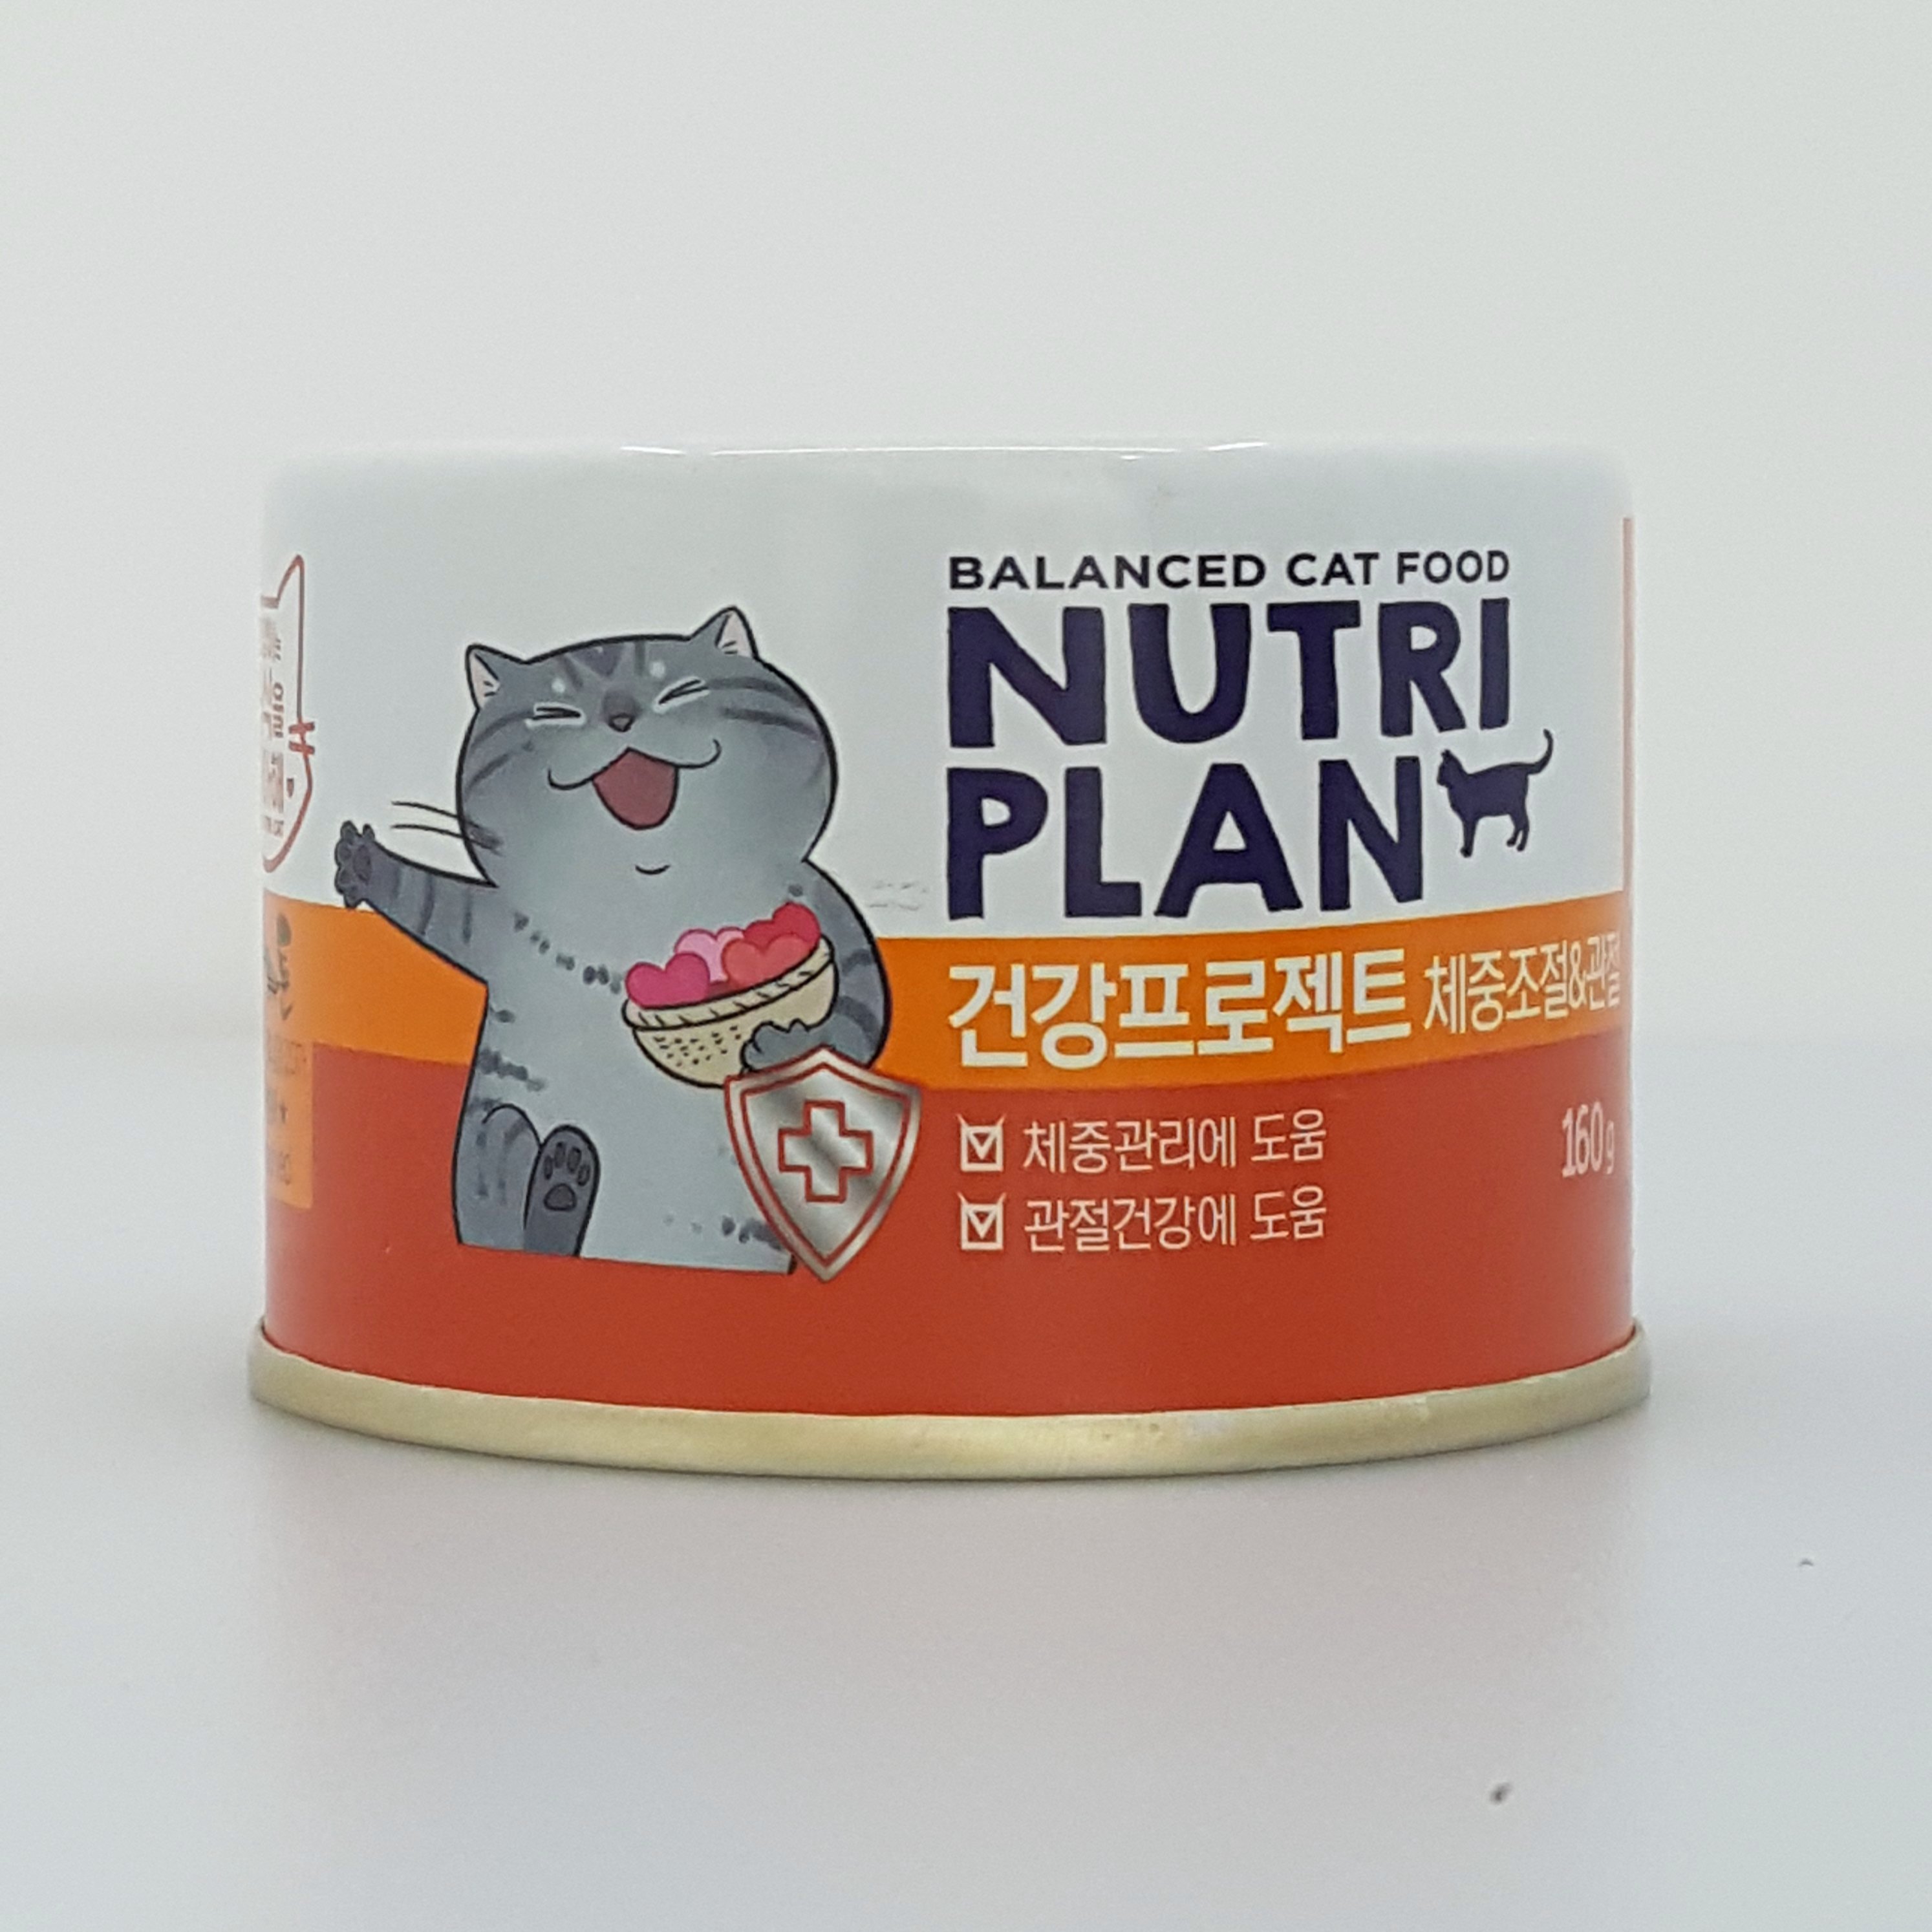 BALANCED CAT FOOD
NUTRI
PLAN
건강프로젝트 체중조절&관절
체중관리에 도움
160g
관절건강에 도움